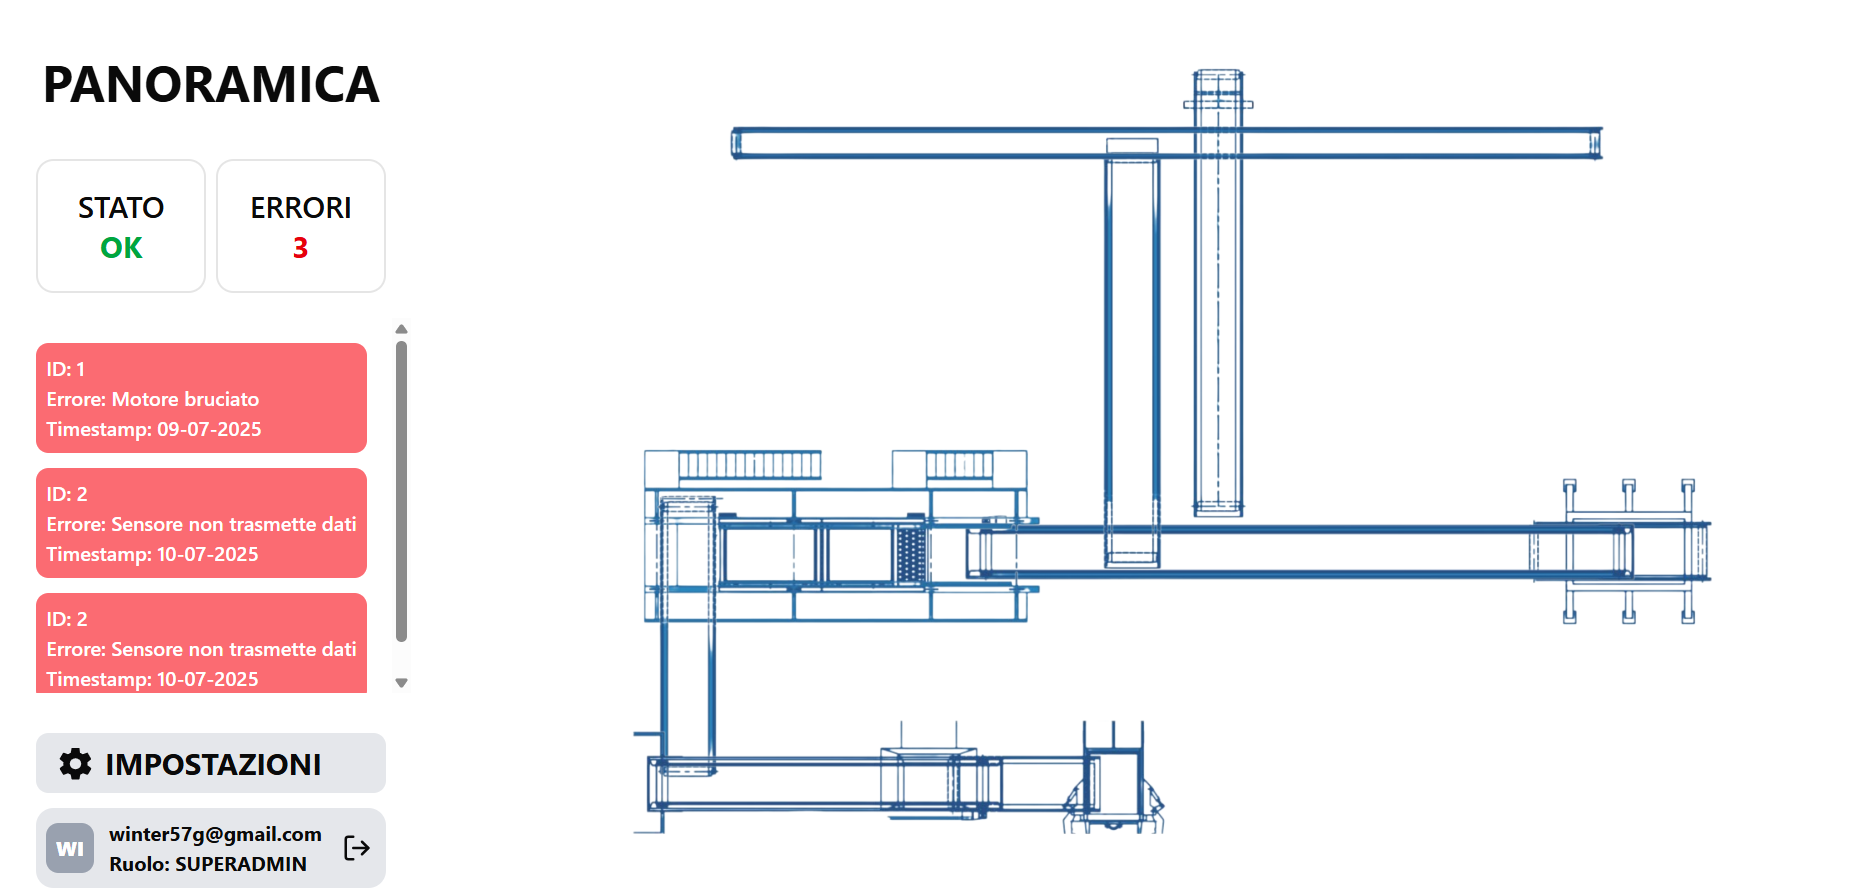 PANORAMICA
STATO
OK
ERRORI
3
ID: 1
Errore: Motore bruciato
Timestamp: 09-07-2025
ID: 2
Errore: Sensore non trasmette dati
Timestamp: 10-07-2025
ID: 2
Errore: Sensore non trasmette dati
Timestamp: 10-07-2025
IMPOSTAZIONI
WI
winter57g@gmail.com
Ruolo: SUPERADMIN